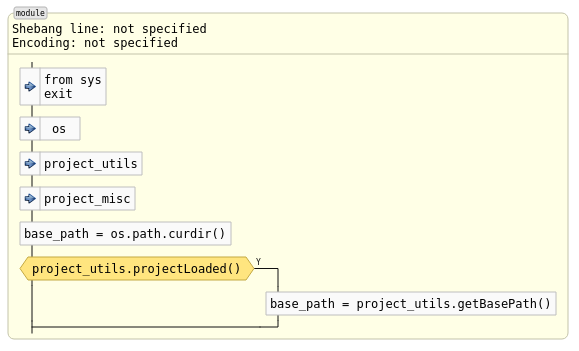 module
Shebang line: not specified
Encoding: not specified
from sys
exit
os
project_utils
project_misc
base_path = os.path.curdir()
project_utils.projectLoaded()
Y
base_path = project_utils.getBasePath()